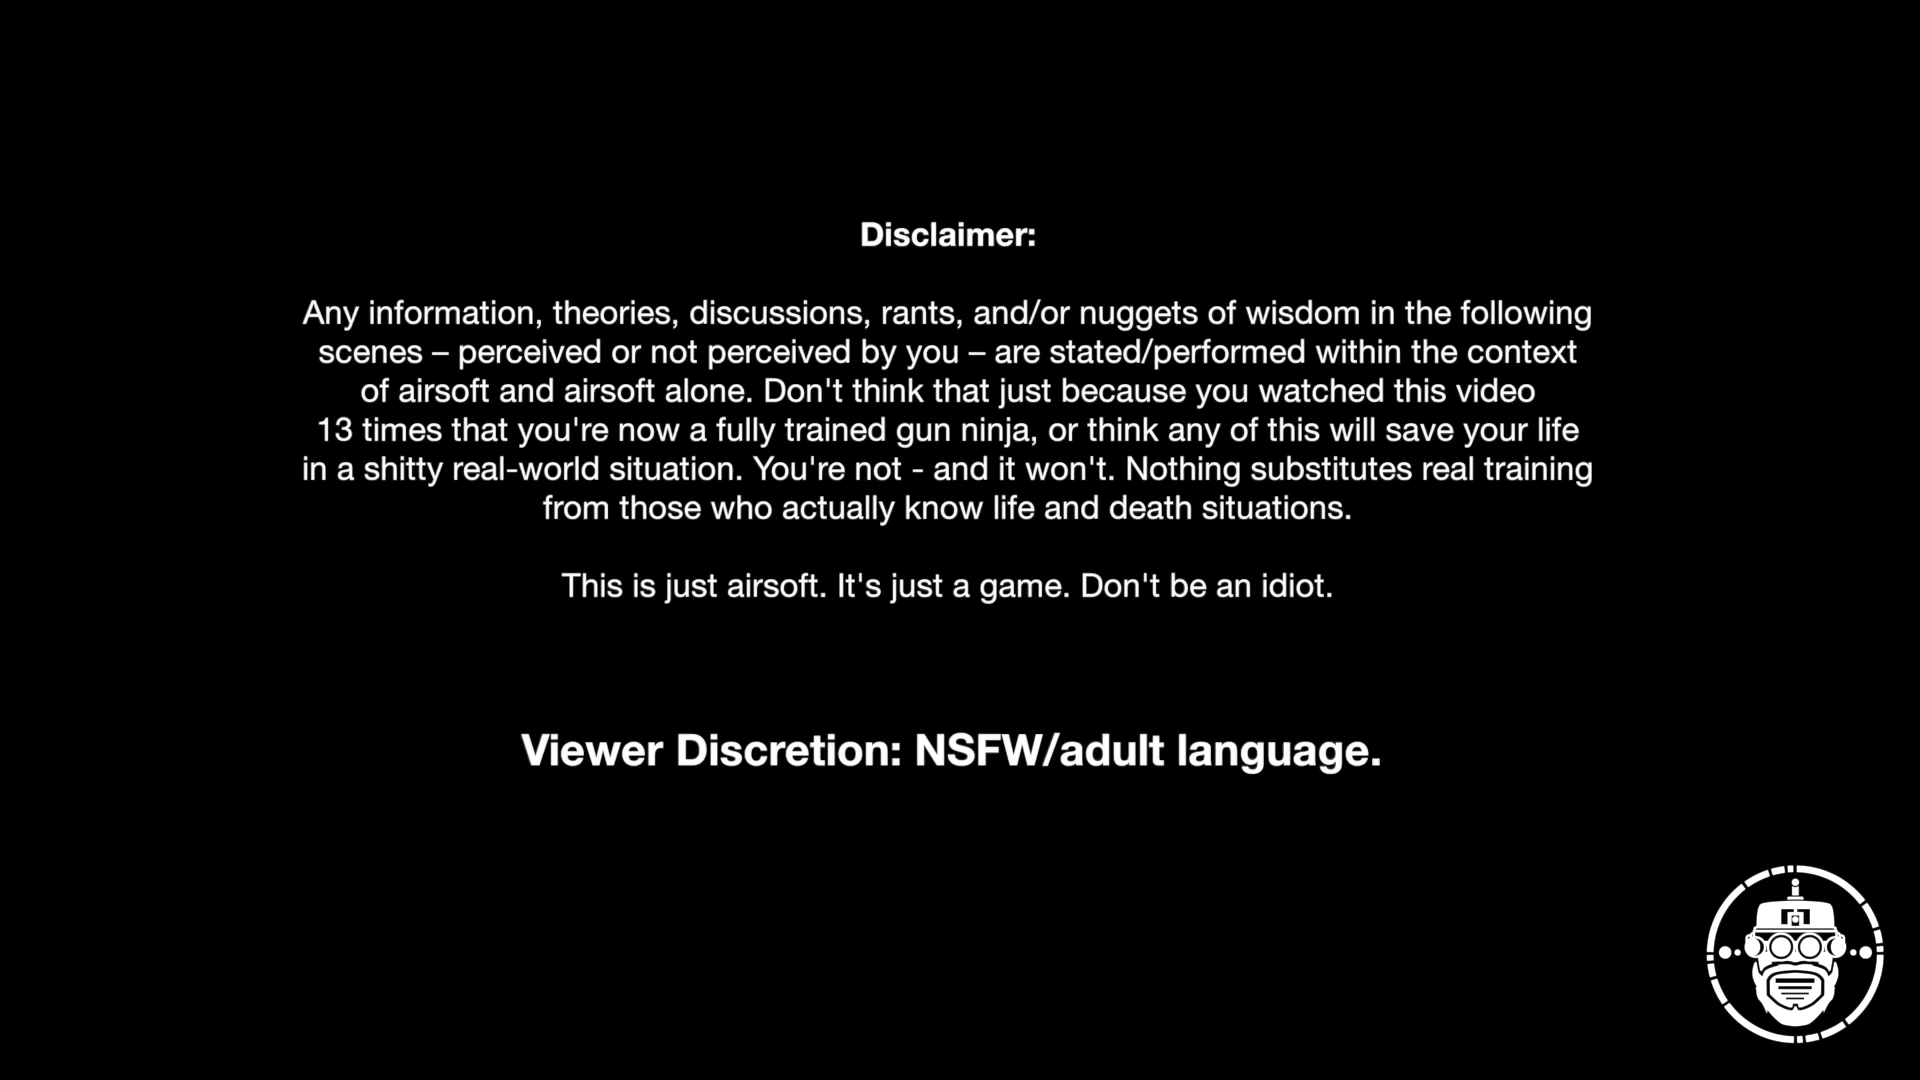 Disclaimer:
Any information, theories, discussions, rants, and/or nuggets of wisdom in the following
scenes – perceived or not perceived by you – are stated/performed within the context
of airsoft and airsoft alone. Don't think that just because you watched this video
13 times that you're now a fully trained gun ninja, or think any of this will save your life
in a shitty real-world situation. You're not - and it won't. Nothing substitutes real training
from those who actually know life and death situations.
This is just airsoft. It's just a game. Don't be an idiot.
Viewer Discretion: NSFW/adult language.